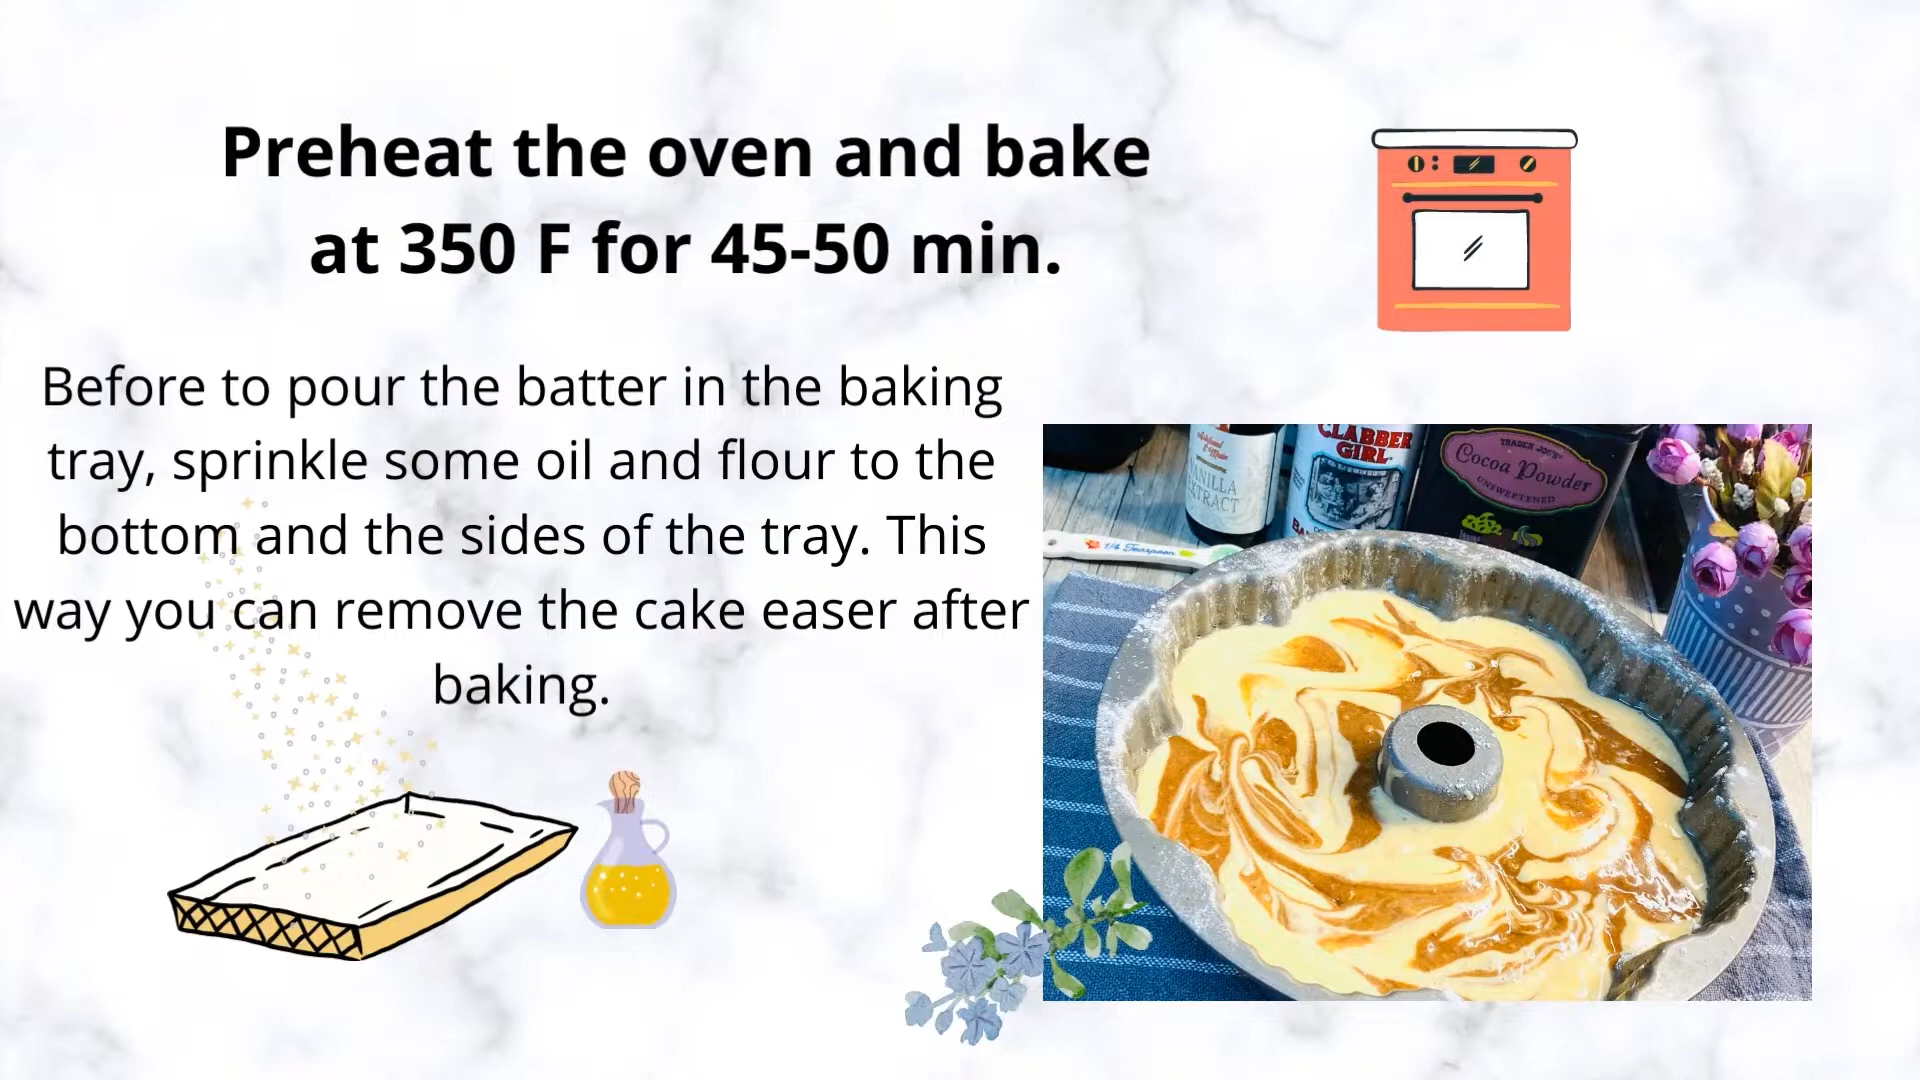 Preheat the oven and bake
at 350 F for 45-50 min.
Before to pour the batter in the baking
tray, sprinkle some oil and flour to the
bottom and the sides of the tray. This
way you can remove the cake easer after
baking.
VANILLA
EXTRACT
CLABBER
GIRL
TRADER JOE'S
Cocoa Powder
UNSWEETENED
1/4 Teaspoon